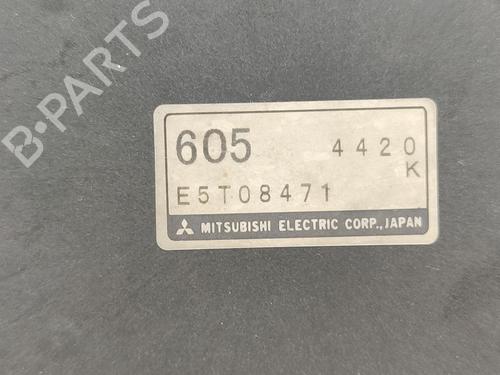 B-PARTS
605 4420
K
E5T08471
MITSUBISHI ELECTRIC CORP., JAPAN